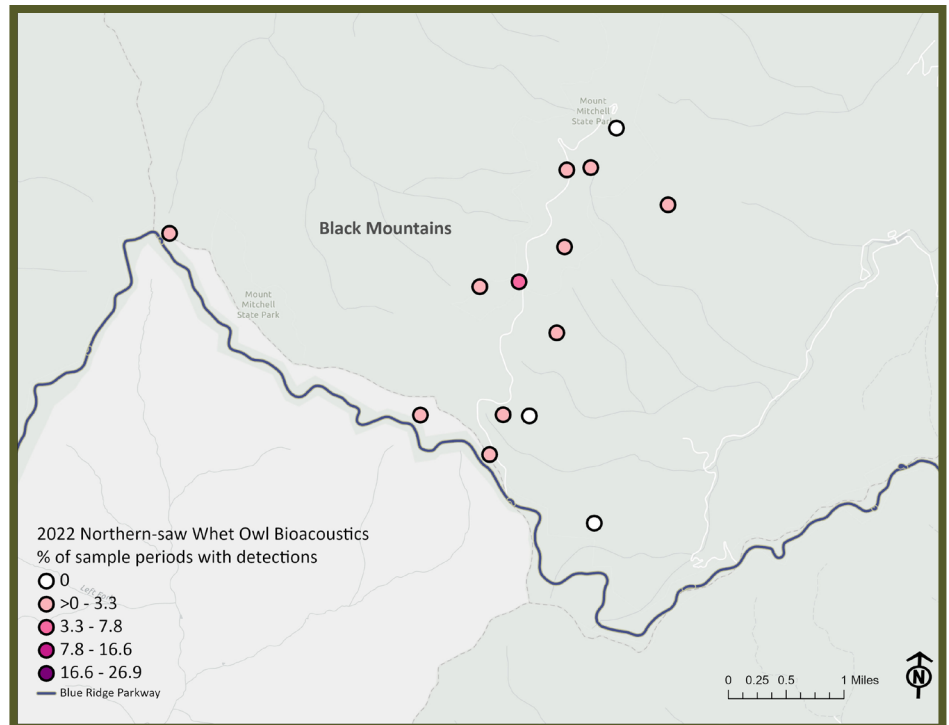 Mount
Mitchell
State Park
Black Mountains
Mount
Mitchell
State Park
2022 Northern-saw Whet Owl Bioacoustics
% of sample periods with detections
0
>0 - 3.3
3.3 - 7.8
7.8 - 16.6
16.6 - 26.9
Blue Ridge Parkway
Left
0 0.25 0.5 1 Miles
N